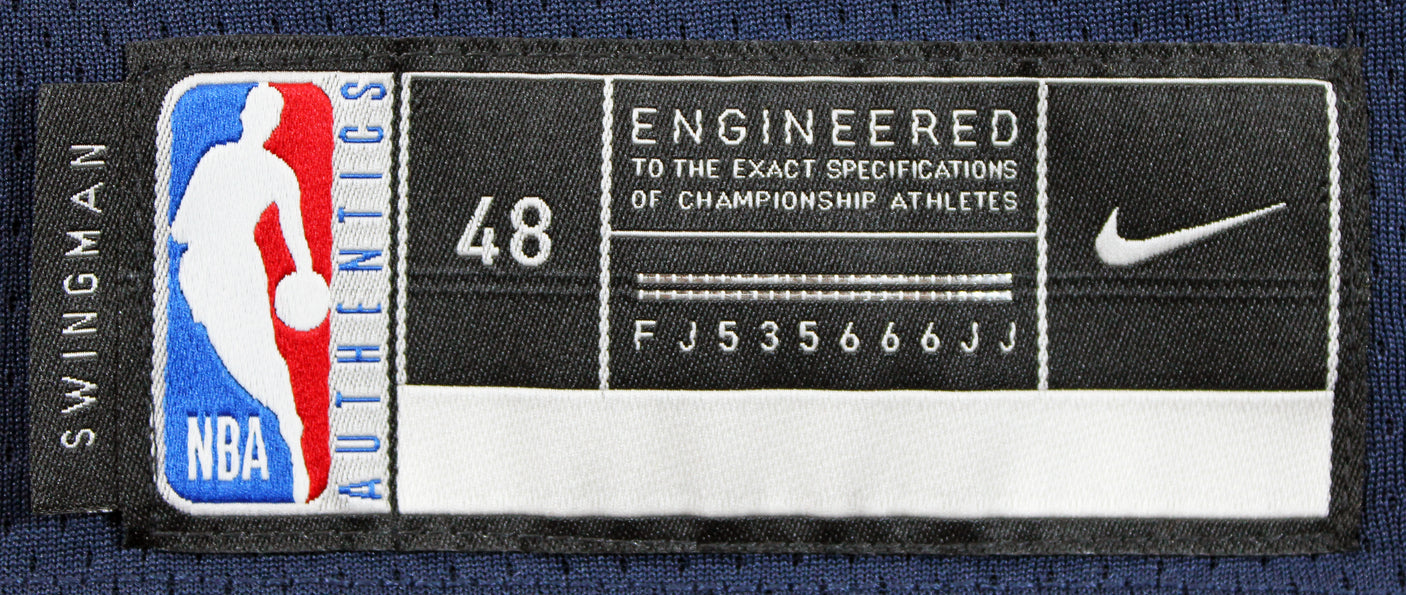 SWINGMAN
NBA
AUTHENTICS
48
ENGINEERED
TO THE EXACT SPECIFICATIONS
OF CHAMPIONSHIP ATHLETES
FJ535666JJ